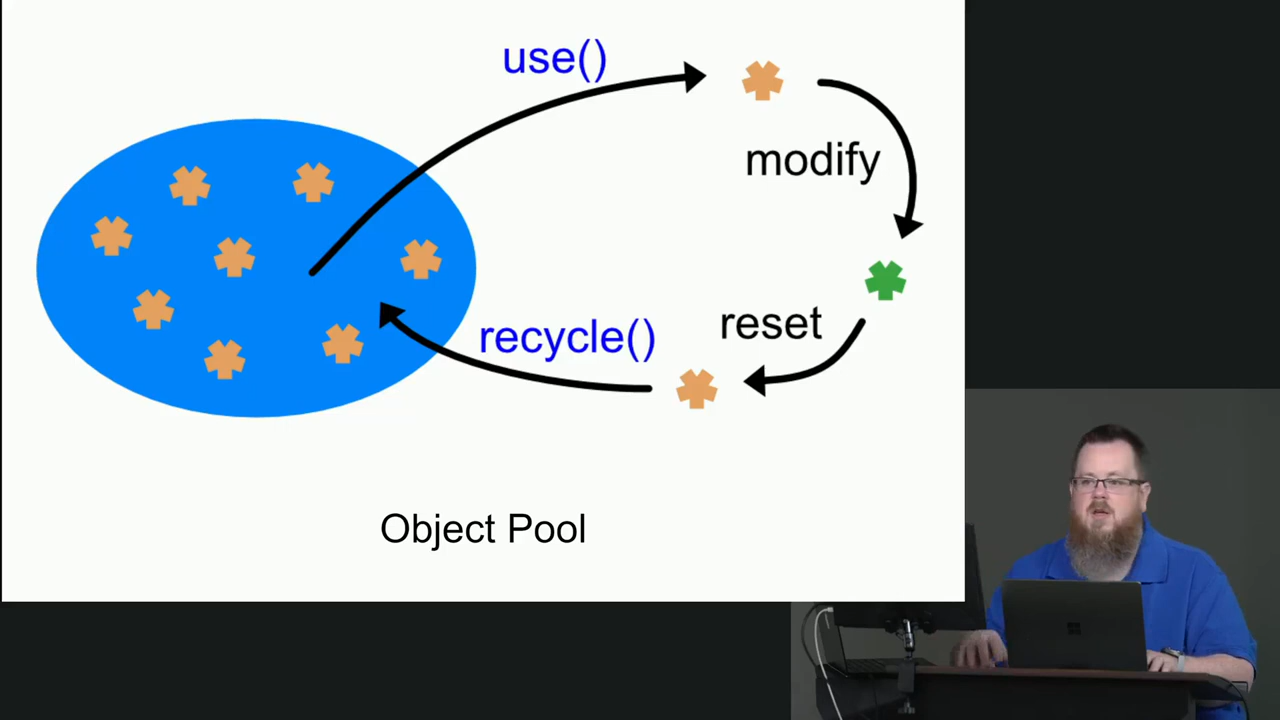 use()
modify
reset
recycle()
Object Pool